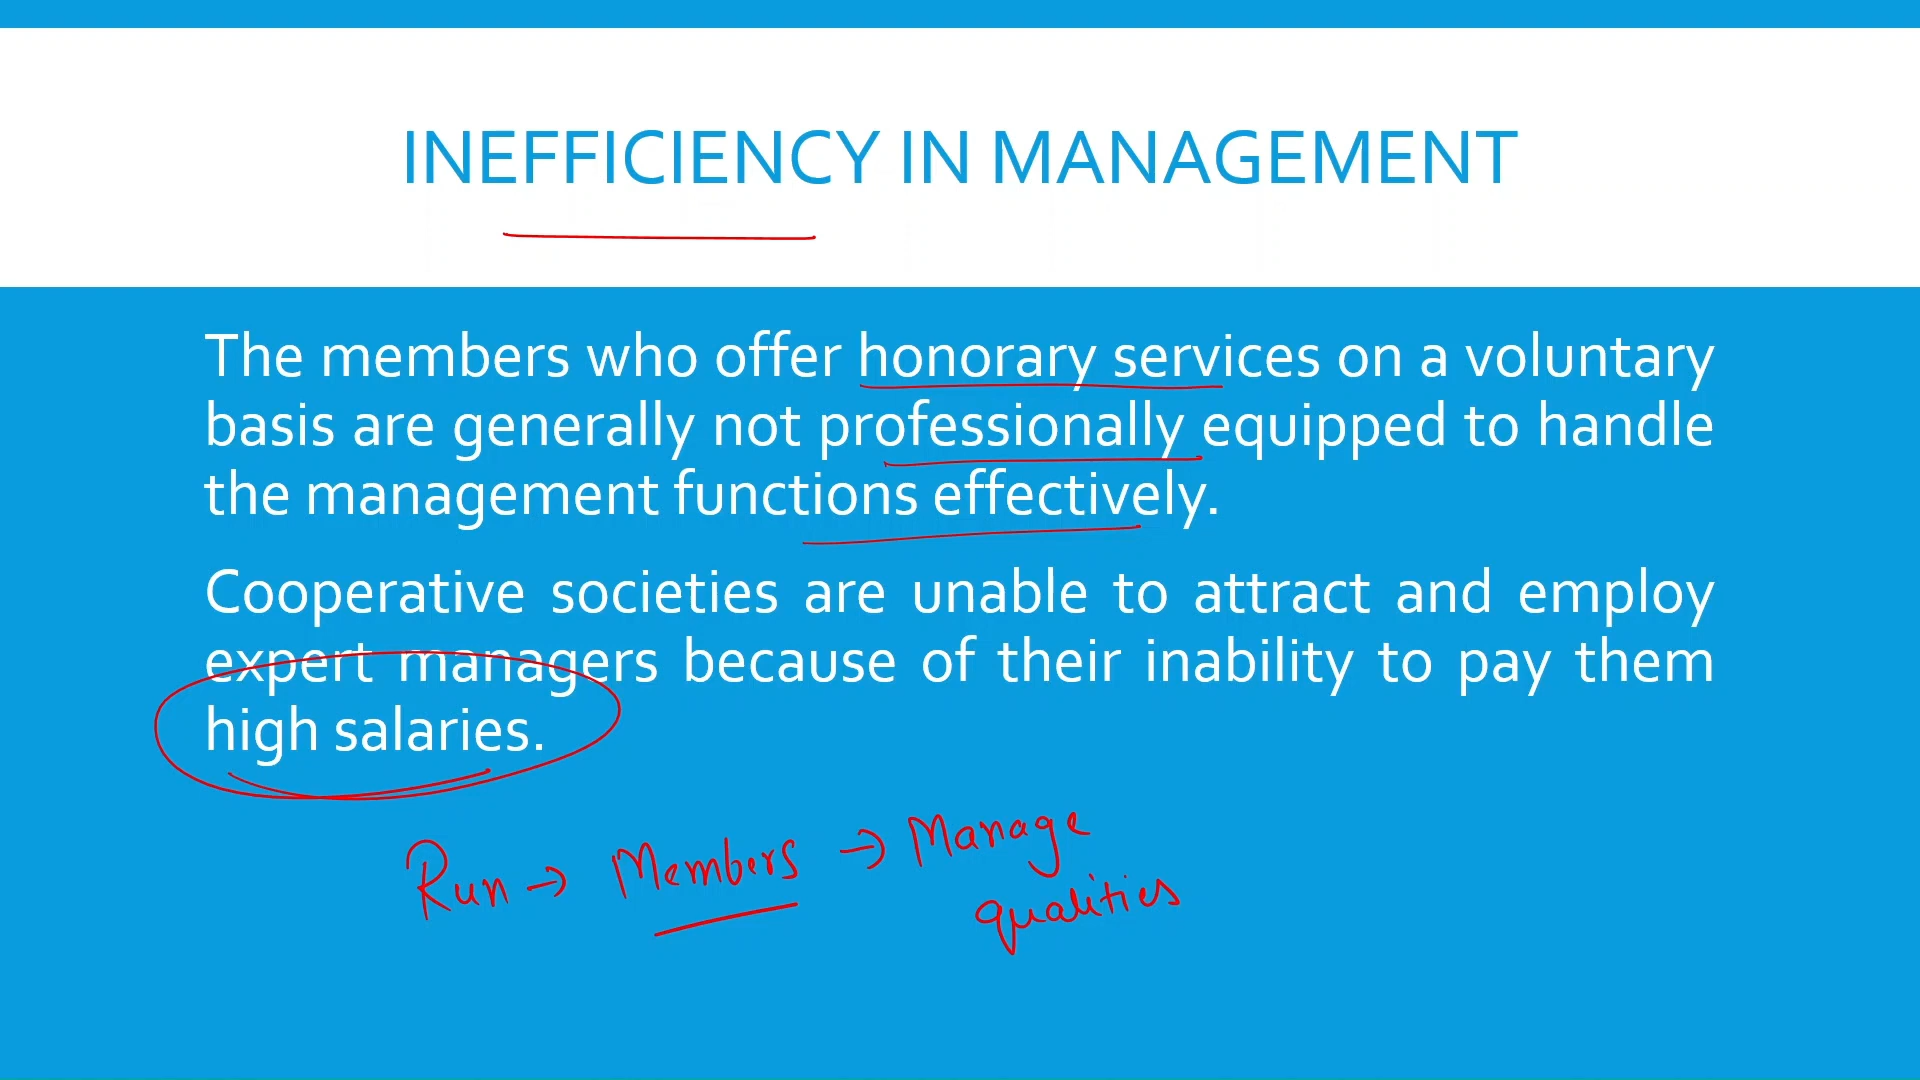 INEFFICIENCY IN MANAGEMENT
The members who offer honorary services on a voluntary
basis are generally not professionally equipped to handle
the management functions effectively.
Cooperative societies are unable to attract and employ
expert managers because of their inability to pay them
high salaries.
Run → Members → Manage
qualities